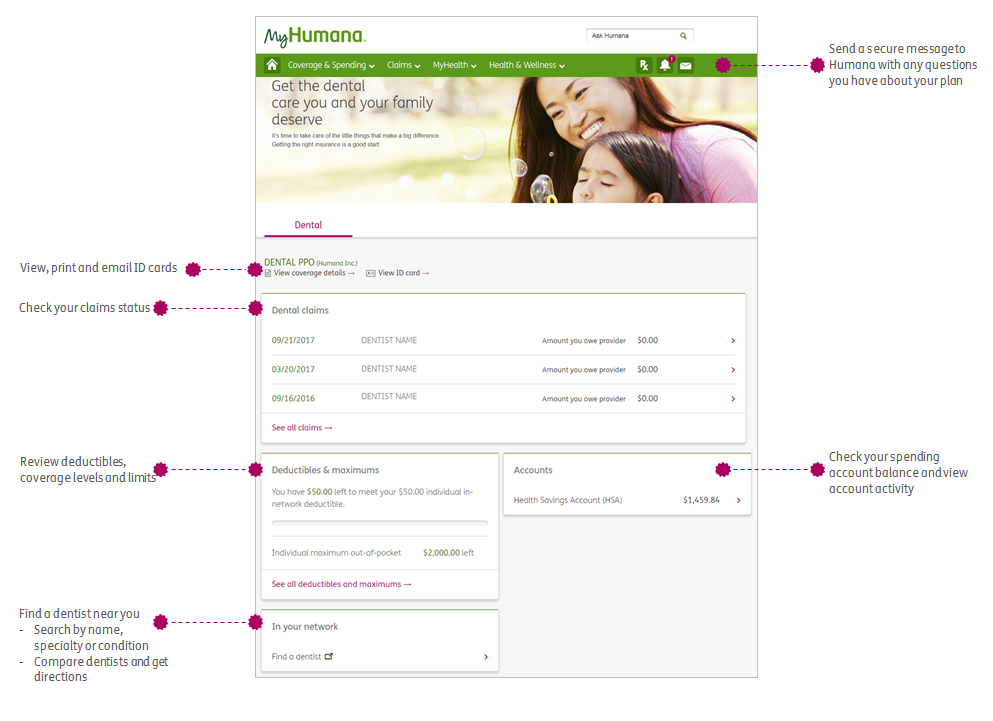 MyHumana.
Ask Humana
Coverage & Spending
Claims
MyHealth
Health & Wellness
Rx
Send a secure message to
Humana with any questions
you have about your plan
Get the dental
care you and your family
deserve
It's time to take care of the little things that make a big difference.
Getting the right insurance is a good start
Dental
View, print and email ID cards
DENTAL PPO (Humana Inc.)
View coverage details →
View ID card →
Check your claims status
Dental claims
09/21/2017 DENTIST NAME Amount you owe provider $0.00
03/20/2017 DENTIST NAME Amount you owe provider $0.00
09/16/2016 DENTIST NAME Amount you owe provider $0.00
See all claims →
Review deductibles,
coverage levels and limits
Deductibles & maximums
You have $50.00 left to meet your $50.00 individual in-
network deductible.
Individual maximum out-of-pocket $2,000.00 left
See all deductibles and maximums →
Accounts
Health Savings Account (HSA) $1,459.84
Check your spending
account balance and view
account activity
Find a dentist near you
- Search by name,
specialty or condition
- Compare dentists and get
directions
In your network
Find a dentist